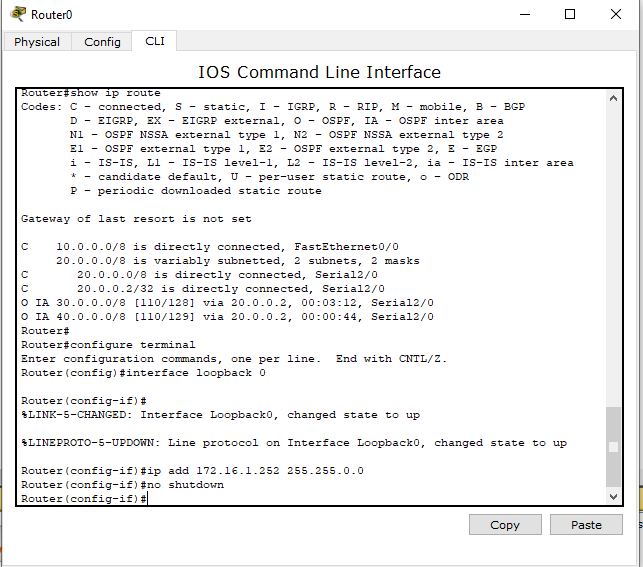 Router0
Physical Config CLI
IOS Command Line Interface
Router#show ip route
Codes: C - connected, S - static, I - IGRP, R - RIP, M - mobile, B - BGP
D - EIGRP, EX - EIGRP external, O - OSPF, IA - OSPF inter area
N1 - OSPF NSSA external type 1, N2 - OSPF NSSA external type 2
E1 - OSPF external type 1, E2 - OSPF external type 2, E - EGP
i - IS-IS, L1 - IS-IS level-1, L2 - IS-IS level-2, ia - IS-IS inter area
* - candidate default, U - per-user static route, o - ODR
P - periodic downloaded static route
Gateway of last resort is not set
C 10.0.0.0/8 is directly connected, FastEthernet0/0
20.0.0.0/8 is variably subnetted, 2 subnets, 2 masks
C 20.0.0.0/8 is directly connected, Serial2/0
C 20.0.0.2/32 is directly connected, Serial2/0
O IA 30.0.0.0/8 [110/128] via 20.0.0.2, 00:03:12, Serial2/0
O IA 40.0.0.0/8 [110/129] via 20.0.0.2, 00:00:44, Serial2/0
Router#
Router#configure terminal
Enter configuration commands, one per line. End with CNTL/Z.
Router(config)#interface loopback 0
Router(config-if)#
%LINK-5-CHANGED: Interface Loopback0, changed state to up
%LINEPROTO-5-UPDOWN: Line protocol on Interface Loopback0, changed state to up
Router(config-if)#ip add 172.16.1.252 255.255.0.0
Router(config-if)#no shutdown
Router(config-if)#
Copy Paste